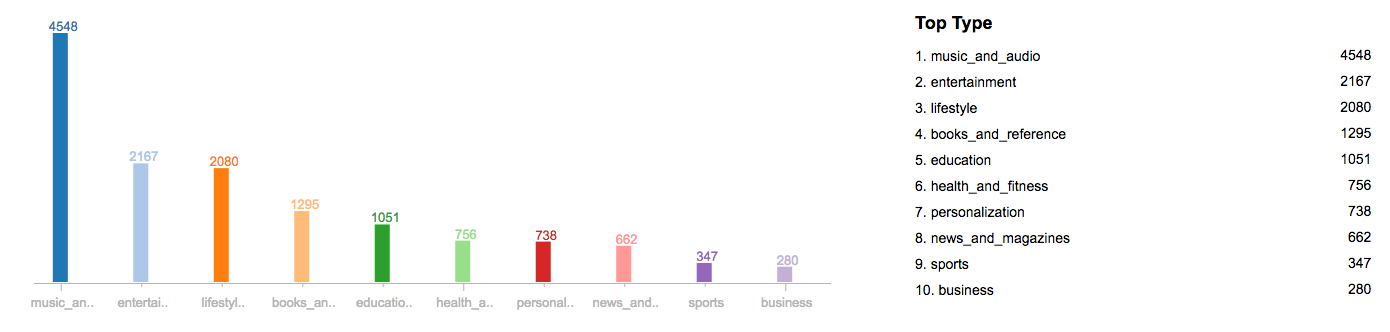 4548
2167
2080
1295
1051
756
738
662
347
280
music_an..
entertai..
lifestyl..
books_an..
educatio..
health_a..
personal..
news_and..
sports
business
Top Type
1. music_and_audio 4548
2. entertainment 2167
3. lifestyle 2080
4. books_and_reference 1295
5. education 1051
6. health_and_fitness 756
7. personalization 738
8. news_and_magazines 662
9. sports 347
10. business 280